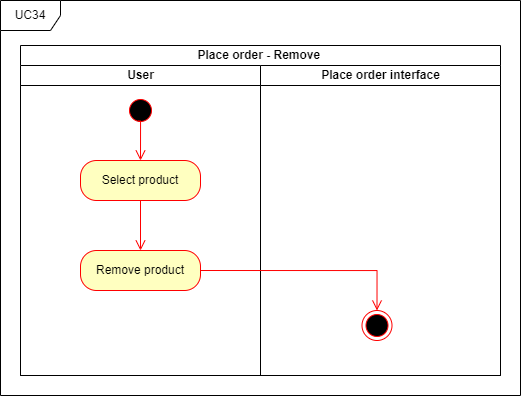 UC34
Place order - Remove
User
Place order interface
Select product
Remove product